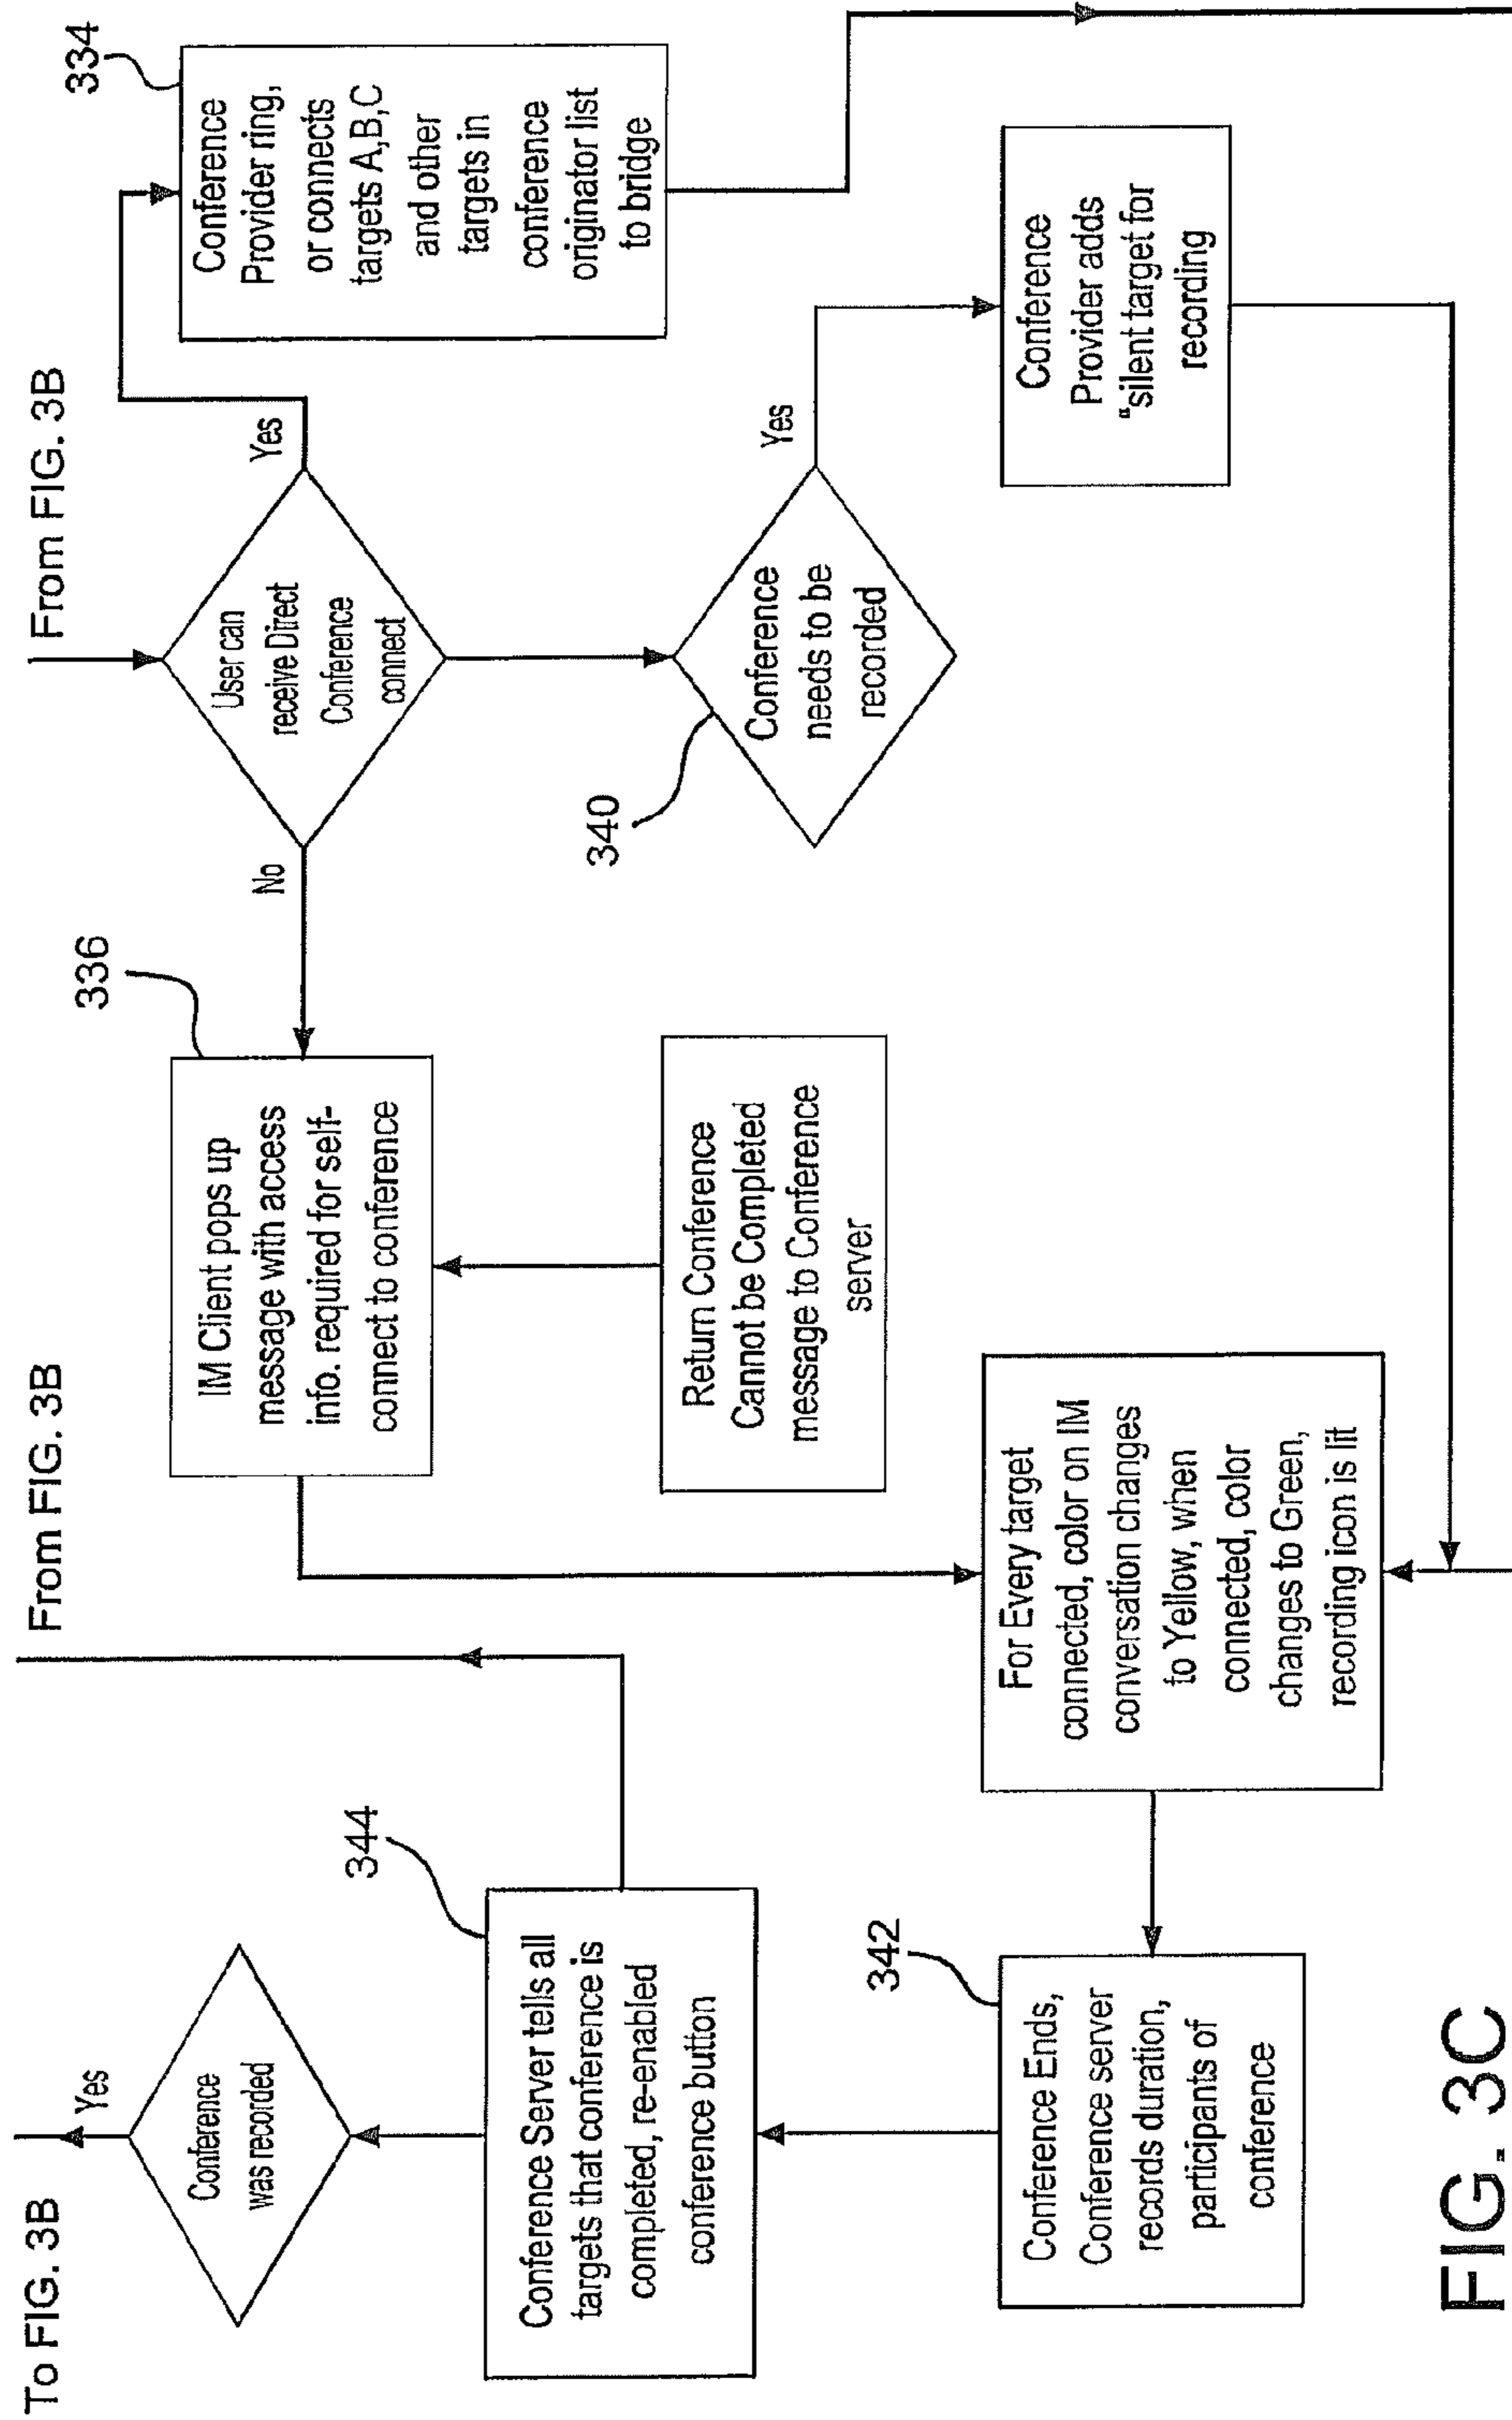 To FIG. 3B
From FIG. 3B
From FIG. 3B
Yes
Conference
was recorded
344
Conference Server tells all
targets that conference is
completed, re-enabled
conference button
342
Conference Ends,
Conference server
records duration,
participants of
conference
336
IM Client pops up
message with access
info. required for self-
connect to conference
Return Conference
Cannot be Completed
message to Conference
server
For Every target
connected, color on IM
conversation changes
to Yellow, when
connected, color
changes to Green,
recording icon is lit
No
User can
receive Direct
Conference
connect
Yes
334
Conference
Provider ring,
or connects
targets A,B,C
and other
targets in
conference
originator list
to bridge
340
Conference
needs to be
recorded
Yes
Conference
Provider adds
"silent target for
recording
FIG. 3C